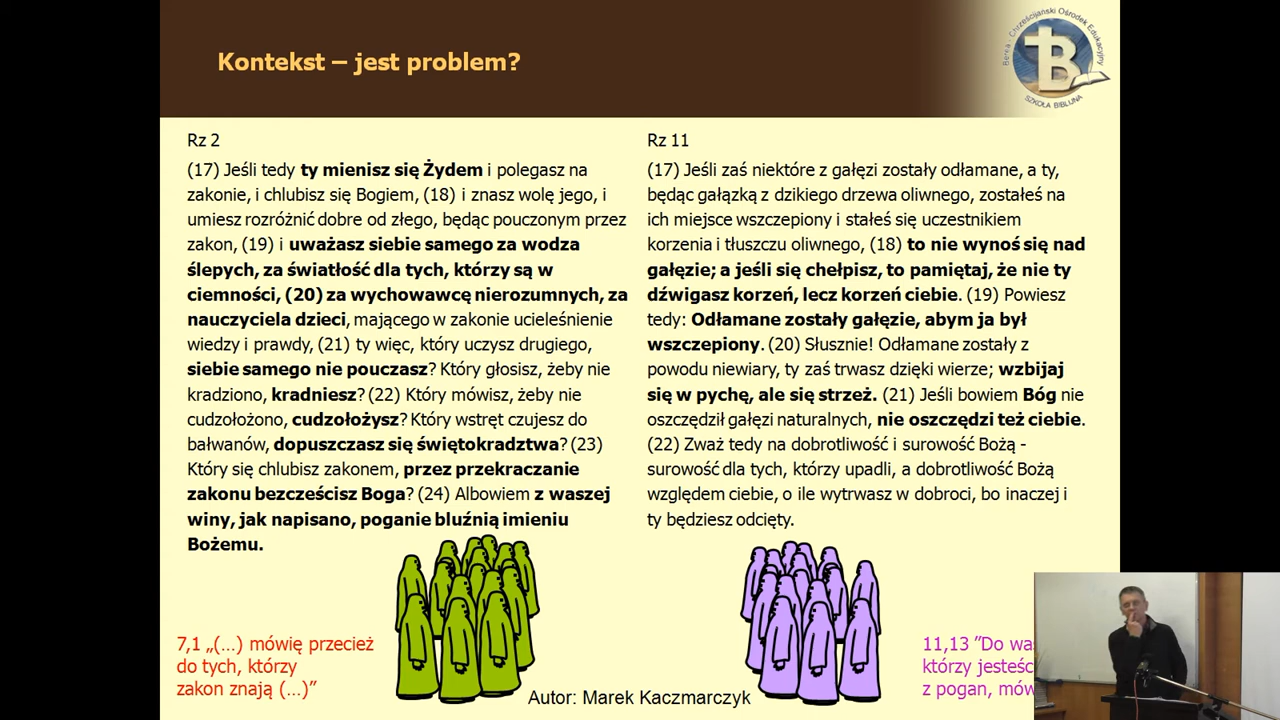 Kontekst – jest problem?
Berea - Chrześcijański Ośrodek Edukacyjny
SZKOŁA BIBLIJNA
Rz 2
(17) Jeśli tedy ty mienisz się Żydem i polegasz na
zakonie, i chlubisz się Bogiem, (18) i znasz wolę jego, i
umiesz rozróżnić dobre od złego, będąc pouczonym przez
zakon, (19) i uważasz siebie samego za wodza
ślepych, za światłość dla tych, którzy są w
ciemności, (20) za wychowawcę nierozumnych, za
nauczyciela dzieci, mającego w zakonie ucieleśnienie
wiedzy i prawdy, (21) ty więc, który uczysz drugiego,
siebie samego nie pouczasz? Który głosisz, żeby nie
kradziono, kradniesz? (22) Który mówisz, żeby nie
cudzołożono, cudzołożysz? Który wstręt czujesz do
bałwanów, dopuszczasz się świętokradztwa? (23)
Który się chlubisz zakonem, przez przekraczanie
zakonu bezcześcisz Boga? (24) Albowiem z waszej
winy, jak napisano, poganie bluźnią imieniu
Bożemu.
Rz 11
(17) Jeśli zaś niektóre z gałęzi zostały odłamane, a ty,
będąc gałązką z dzikiego drzewa oliwnego, zostałeś na
ich miejsce wszczepiony i stałeś się uczestnikiem
korzenia i tłuszczu oliwnego, (18) to nie wynoś się nad
gałęzie; a jeśli się chełpisz, to pamiętaj, że nie ty
dźwigasz korzeń, lecz korzeń ciebie. (19) Powiesz
tedy: Odłamane zostały gałęzie, abym ja był
wszczepiony. (20) Słusznie! Odłamane zostały z
powodu niewiary, ty zaś trwasz dzięki wierze; wzbijaj
się w pychę, ale się strzeż. (21) Jeśli bowiem Bóg nie
oszczędził gałęzi naturalnych, nie oszczędzi też ciebie.
(22) Zważ tedy na dobrotliwość i surowość Bożą -
surowość dla tych, którzy upadli, a dobrotliwość Bożą
względem ciebie, o ile wytrwasz w dobroci, bo inaczej i
ty będziesz odcięty.
7,1 „(…) mówię przecież
do tych, którzy
zakon znają (…)”
11,13 ”Do wa
którzy jesteśc
z pogan, mów
Autor: Marek Kaczmarczyk